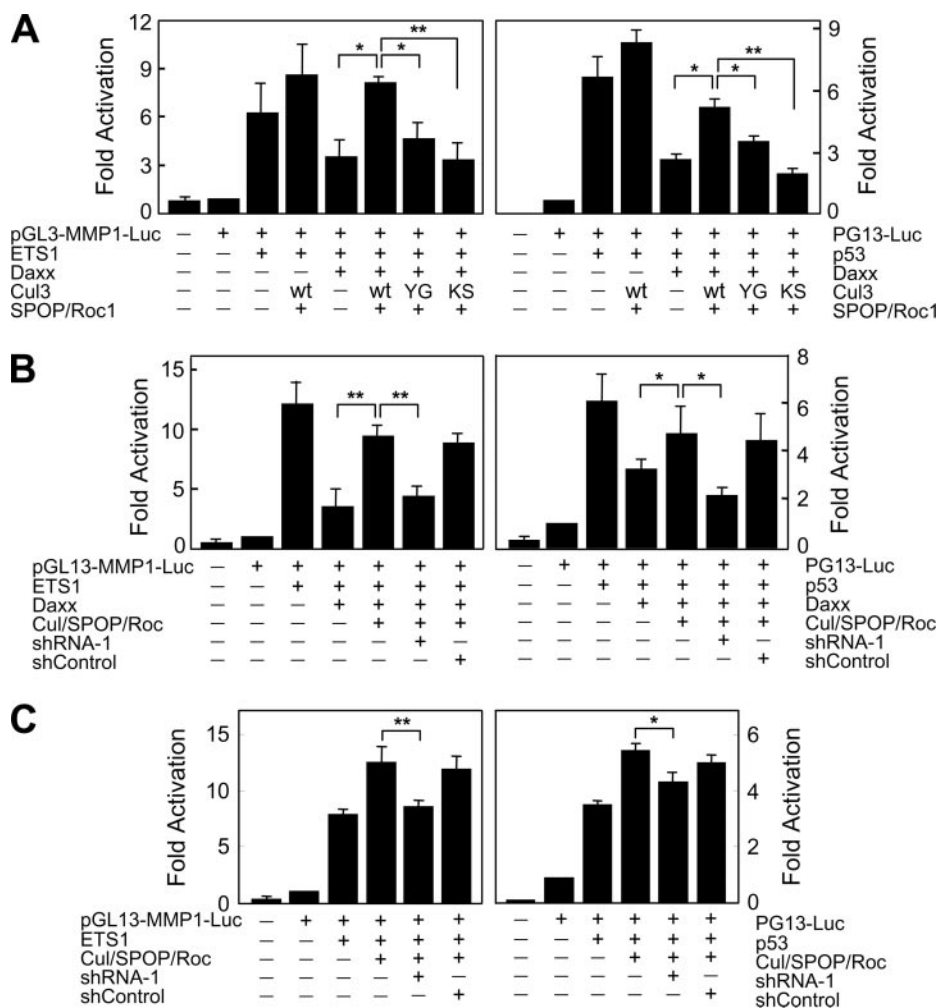 A
Fold Activation
12
9
6
3
0
* * **
pGL3-MMP1-Luc — + + + + + + +
ETS1 — — + + + + + +
Daxx — — — — + + + +
Cul3 — — — wt — wt YG KS
SPOP/Roc1 — — — + — + + +
Fold Activation
9
6
3
0
* * **
— + + + + + + + PG13-Luc
— — + + + + + + p53
— — — — + + + + Daxx
— — — wt — wt YG KS Cul3
— — — + — + + + SPOP/Roc1
B
Fold Activation
15
10
5
0
** **
pGL13-MMP1-Luc — + + + + + +
ETS1 — — + + + + +
Daxx — — — + + + +
Cul/SPOP/Roc — — — — + + +
shRNA-1 — — — — — + —
shControl — — — — — — +
Fold Activation
8
6
4
2
0
* *
— + + + + + + PG13-Luc
— — + + + + + p53
— — — + + + + Daxx
— — — — + + + Cul/SPOP/Roc
— — — — — + — shRNA-1
— — — — — — + shControl
C
Fold Activation
15
10
5
0
**
pGL13-MMP1-Luc — + + + + +
ETS1 — — + + + +
Cul/SPOP/Roc — — — + + +
shRNA-1 — — — — + —
shControl — — — — — +
Fold Activation
6
4
2
0
*
— + + + + + PG13-Luc
— — + + + + p53
— — — + + + Cul/SPOP/Roc
— — — — + — shRNA-1
— — — — — + shControl